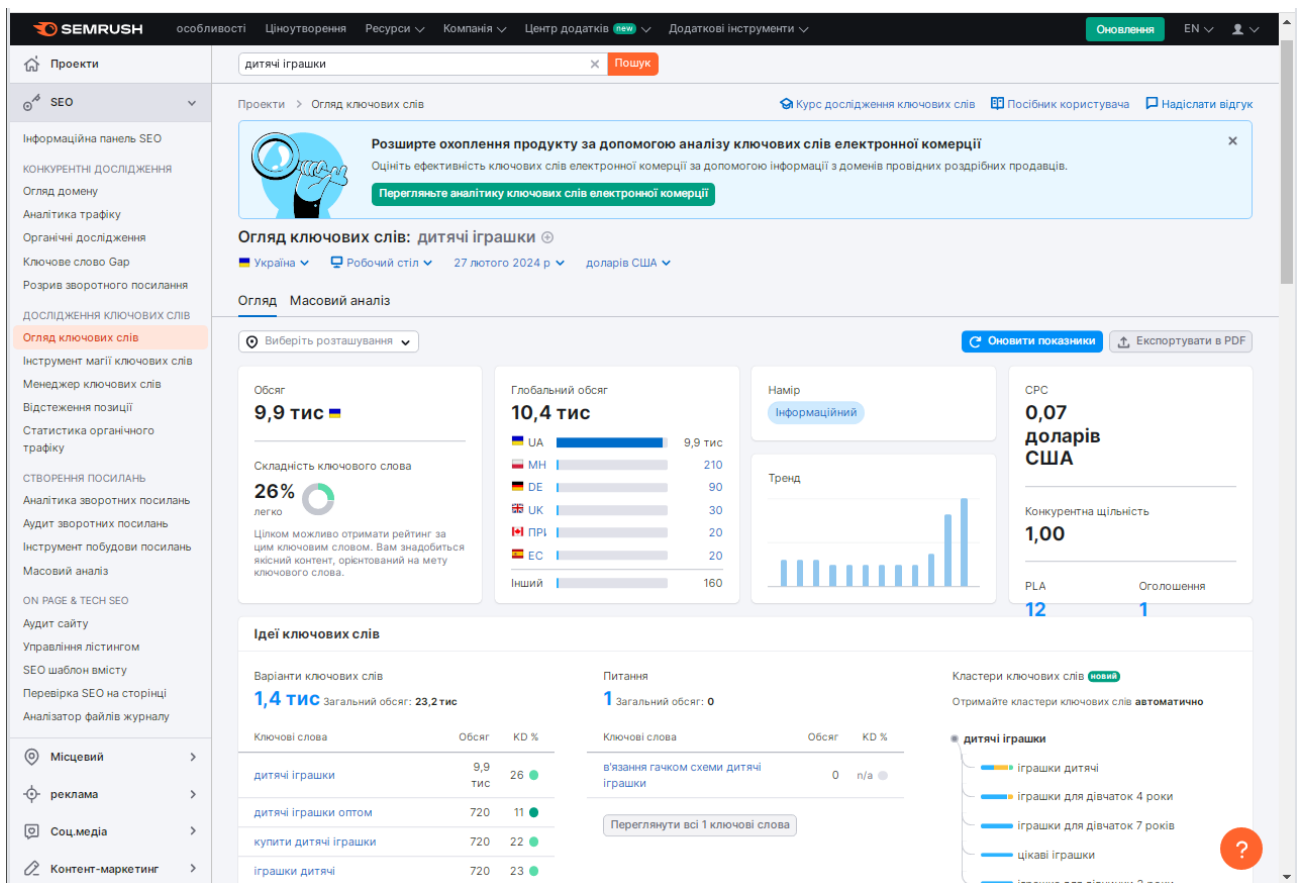 SEMRUSH
особливості Ціноутворення Ресурси Компанія Центр додатків new Додаткові інструменти
Оновлення EN
Проекти
дитячі іграшки Пошук
SEO
Проекти > Огляд ключових слів
Курс дослідження ключових слів Посібник користувача Надіслати відгук
Інформаційна панель SEO
КОНКУРЕНТНІ ДОСЛІДЖЕННЯ
Огляд домену
Аналітика трафіку
Органічні дослідження
Ключове слово Gap
Розрив зворотного посилання
ДОСЛІДЖЕННЯ КЛЮЧОВИХ СЛІВ
Огляд ключових слів
Інструмент магії ключових слів
Менеджер ключових слів
Відстеження позиції
Статистика органічного
трафіку
СТВОРЕННЯ ПОСИЛАНЬ
Аналітика зворотних посилань
Аудит зворотних посилань
Інструмент побудови посилань
Масовий аналіз
ON PAGE & TECH SEO
Аудит сайту
Управління лістингом
SEO шаблон вмісту
Перевірка SEO на сторінці
Аналізатор файлів журналу
Місцевий
реклама
Соц.медіа
Контент-маркетинг
Розширте охоплення продукту за допомогою аналізу ключових слів електронної комерції
Оцініть ефективність ключових слів електронної комерції за допомогою інформації з доменів провідних роздрібних продавців.
Перегляньте аналітику ключових слів електронної комерції
Огляд ключових слів: дитячі іграшки
Україна Робочий стіл 27 лютого 2024 р доларів США
Огляд Масовий аналіз
Виберіть розташування
Оновити показники Експортувати в PDF
Обсяг
9,9 тис
Складність ключового слова
26%
легко
Цілком можливо отримати рейтинг за
цим ключовим словом. Вам знадобиться
якісний контент, орієнтований на мету
ключового слова.
Глобальний обсяг
10,4 тис
UA 9,9 тис
МН 210
DE 90
UK 30
ПРИ 20
ЕС 20
Інший 160
Намір
Інформаційний
Тренд
CPC
0,07
доларів
США
Конкурентна щільність
1,00
PLA Оголошення
12 1
Ідеї ключових слів
Варіанти ключових слів
1,4 тис Загальний обсяг: 23,2 тис
Ключові слова Обсяг KD %
дитячі іграшки 9,9 тис 26
дитячі іграшки оптом 720 11
купити дитячі іграшки 720 22
іграшки дитячі 720 23
Питання
1 Загальний обсяг: 0
Ключові слова Обсяг KD %
в'язання гачком схеми дитячі
іграшки 0 n/a
Переглянути всі 1 ключові слова
Кластери ключових слів новий
Отримайте кластери ключових слів автоматично
дитячі іграшки
іграшки дитячі
іграшки для дівчаток 4 роки
іграшки для дівчаток 7 років
цікаві іграшки
?